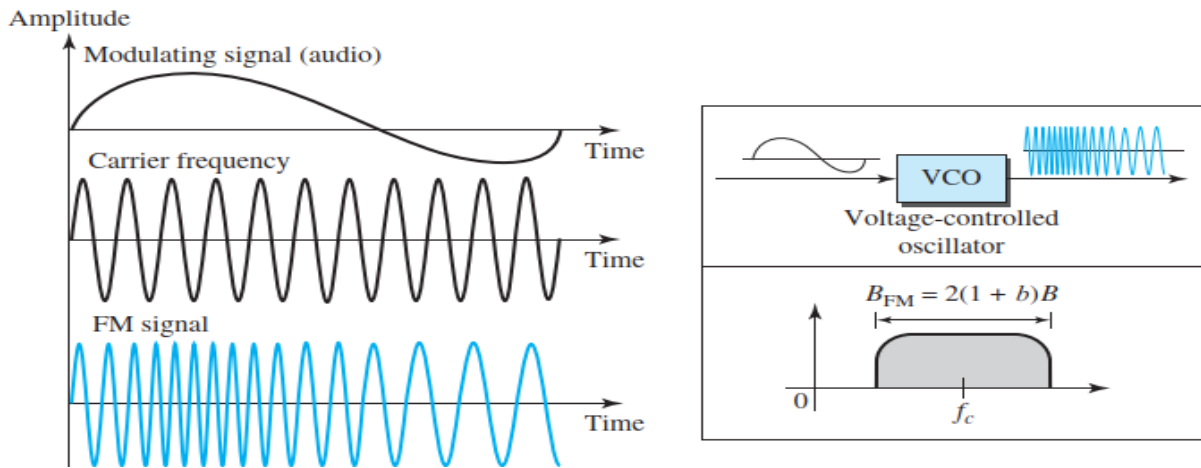 Amplitude
Modulating signal (audio)
Time
Carrier frequency
Time
FM signal
Time
VCO
Voltage-controlled
oscillator
B_FM = 2(1 + b)B
0
f_c